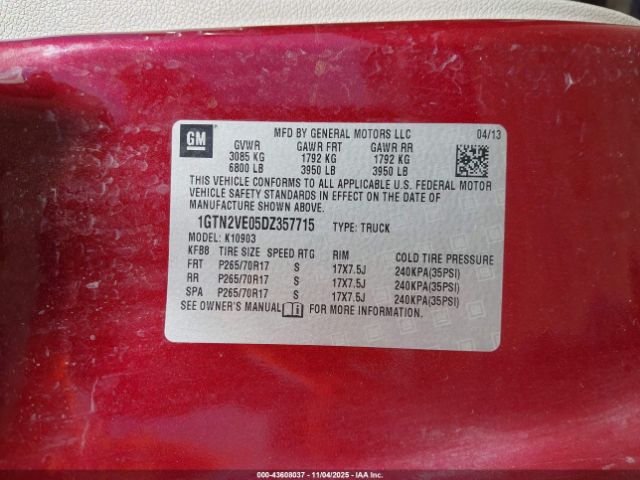 GM
MFD BY GENERAL MOTORS LLC 04/13
GVWR GAWR FRT GAWR RR
3085 KG 1792 KG 1792 KG
6800 LB 3950 LB 3950 LB
THIS VEHICLE CONFORMS TO ALL APPLICABLE U.S. FEDERAL MOTOR
VEHICLE SAFETY STANDARDS IN EFFECT ON THE DATE OF
MANUFACTURE SHOWN ABOVE.
1GTN2VE05DZ357715 TYPE: TRUCK
MODEL: K10903
KFB8 TIRE SIZE SPEED RTG RIM COLD TIRE PRESSURE
FRT P265/70R17 S 17X7.5J 240KPA(35PSI)
RR P265/70R17 S 17X7.5J 240KPA(35PSI)
SPA P265/70R17 S 17X7.5J 240KPA(35PSI)
SEE OWNER'S MANUAL FOR MORE INFORMATION.
000-43608037 - 11/04/2025 - IAAI, Inc.